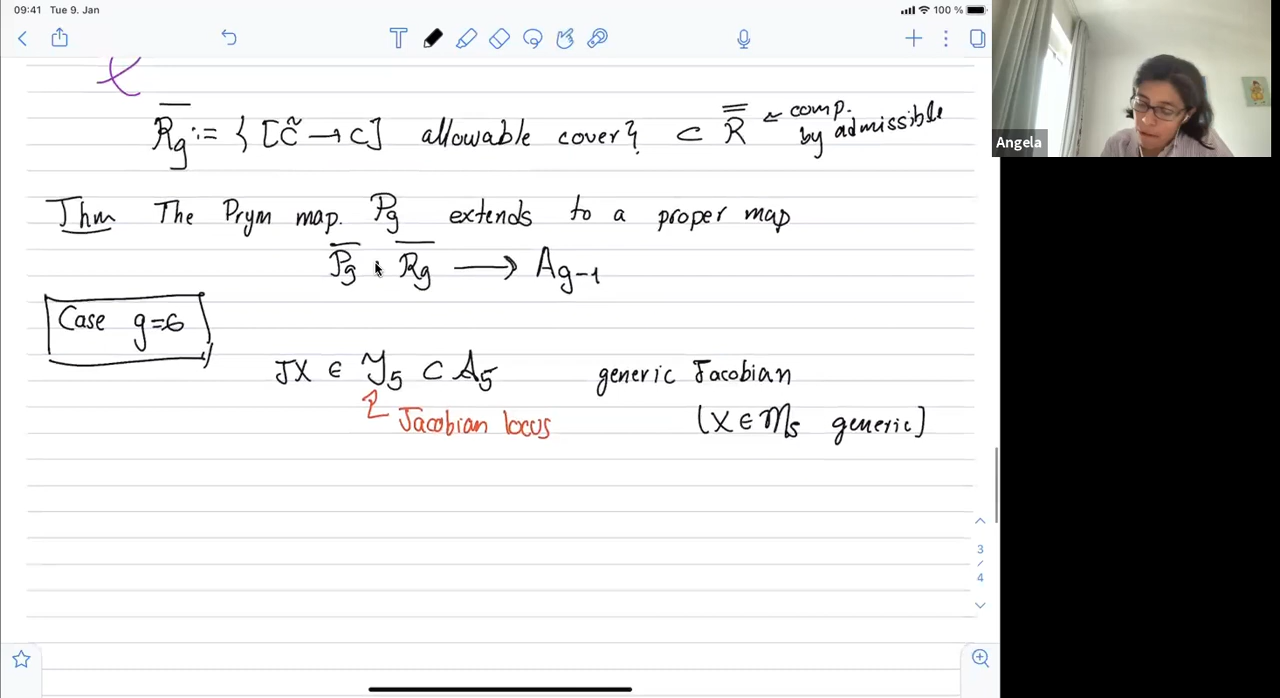 09:41 Tue 9. Jan
100 %
R̅g := { [C̃ → C] allowable cover } ⊂ R̿ ← comp. by admissible
Thm The Prym map. Pg extends to a proper map
P̅g : R̅g ⟶ Ag-1
Case g=6
JX ∈ 𝒥5 ⊂ A5 generic Jacobian
Jacobian locus (X ∈ M5 generic)
3
/
4
Angela